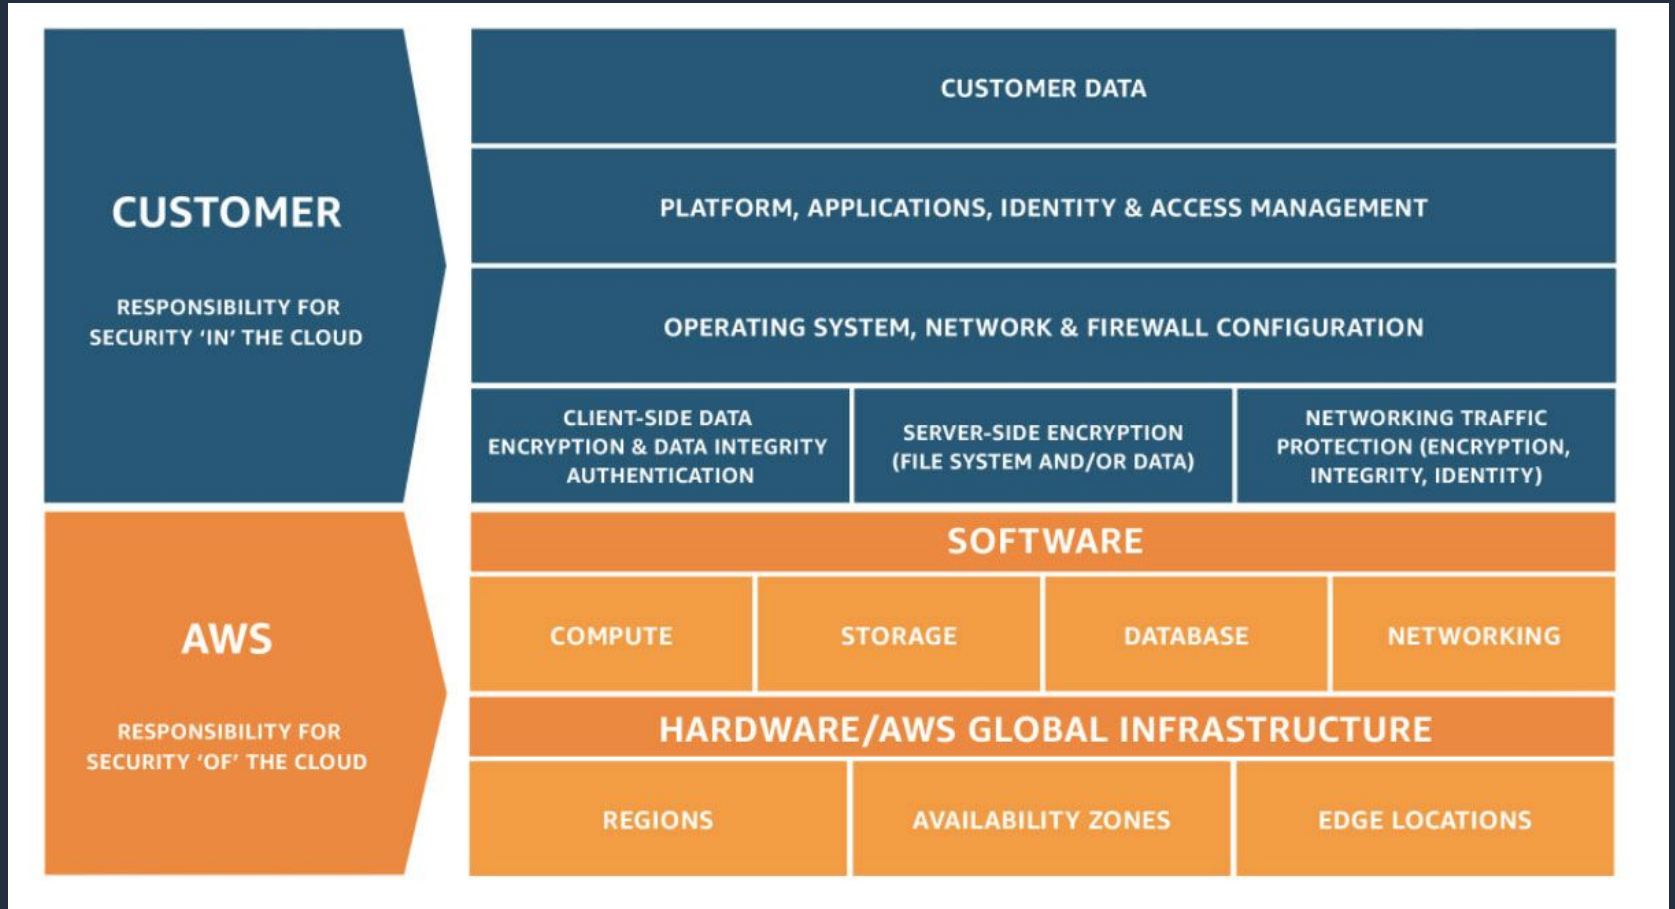 CUSTOMER
RESPONSIBILITY FOR
SECURITY ‘IN’ THE CLOUD
CUSTOMER DATA
PLATFORM, APPLICATIONS, IDENTITY & ACCESS MANAGEMENT
OPERATING SYSTEM, NETWORK & FIREWALL CONFIGURATION
CLIENT-SIDE DATA
ENCRYPTION & DATA INTEGRITY
AUTHENTICATION
SERVER-SIDE ENCRYPTION
(FILE SYSTEM AND/OR DATA)
NETWORKING TRAFFIC
PROTECTION (ENCRYPTION,
INTEGRITY, IDENTITY)
AWS
RESPONSIBILITY FOR
SECURITY ‘OF’ THE CLOUD
SOFTWARE
COMPUTE
STORAGE
DATABASE
NETWORKING
HARDWARE/AWS GLOBAL INFRASTRUCTURE
REGIONS
AVAILABILITY ZONES
EDGE LOCATIONS